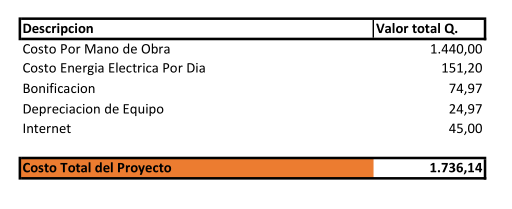 Descripcion Valor total Q.
Costo Por Mano de Obra 1.440,00
Costo Energia Electrica Por Dia 151,20
Bonificacion 74,97
Depreciacion de Equipo 24,97
Internet 45,00
Costo Total del Proyecto 1.736,14